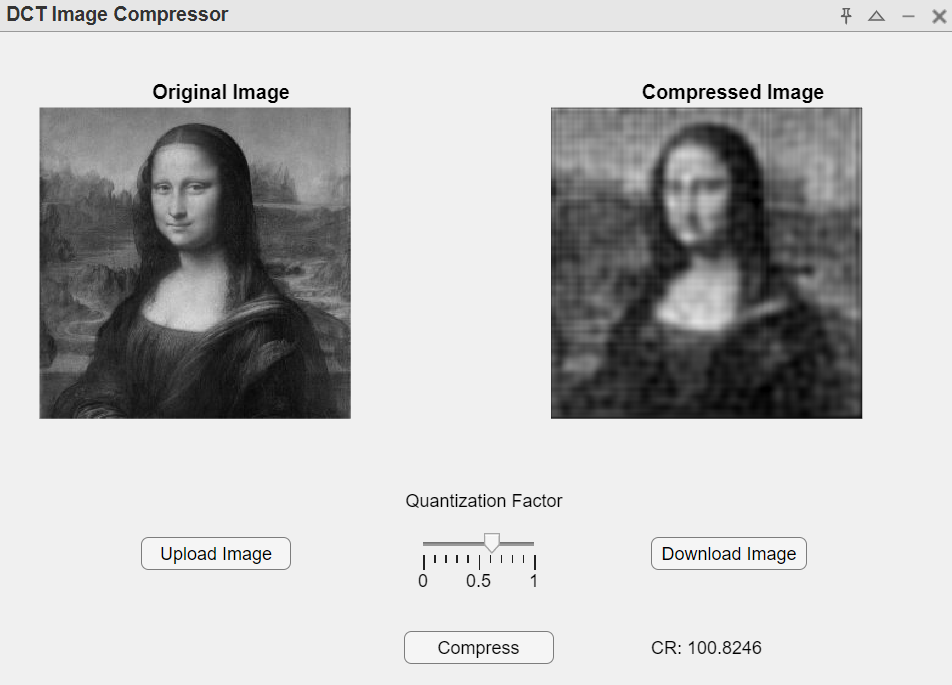 DCT Image Compressor
Original Image
Compressed Image
Quantization Factor
Upload Image
0 0.5 1
Download Image
Compress
CR: 100.8246